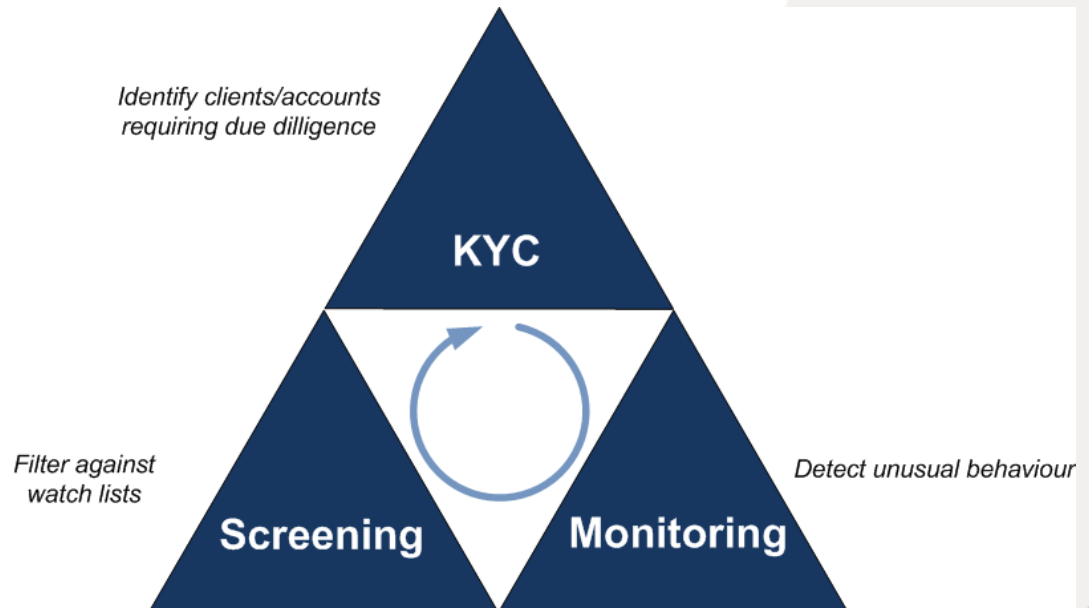 Identify clients/accounts
requiring due dilligence
KYC
Filter against
watch lists
Detect unusual behaviour
Screening
Monitoring